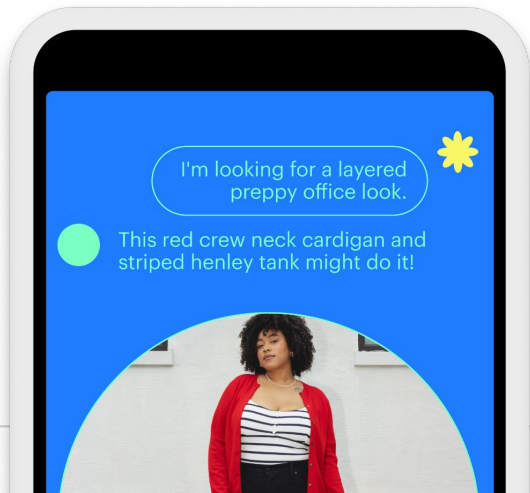 I'm looking for a layered
preppy office look.
This red crew neck cardigan and
striped henley tank might do it!